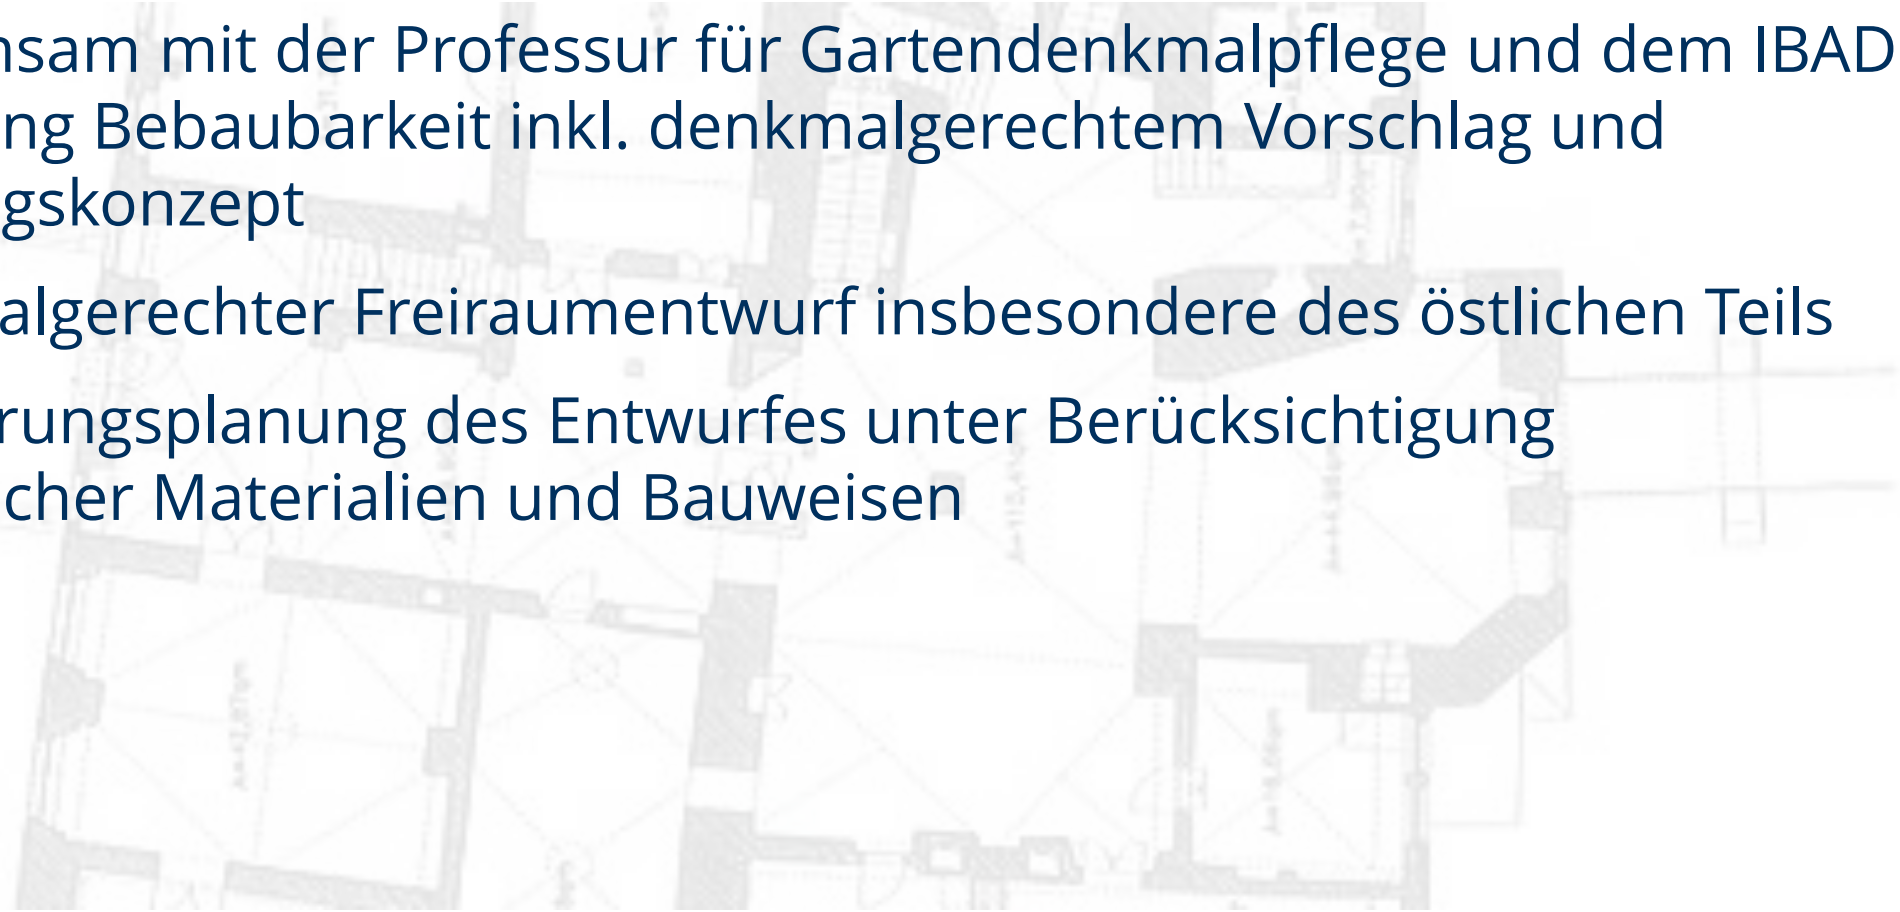 nsam mit der Professur für Gartendenkmalpflege und dem IBAD
ng Bebaubarkeit inkl. denkmalgerechtem Vorschlag und
gskonzept
algerechter Freiraumentwurf insbesondere des östlichen Teils
rungsplanung des Entwurfes unter Berücksichtigung
cher Materialien und Bauweisen